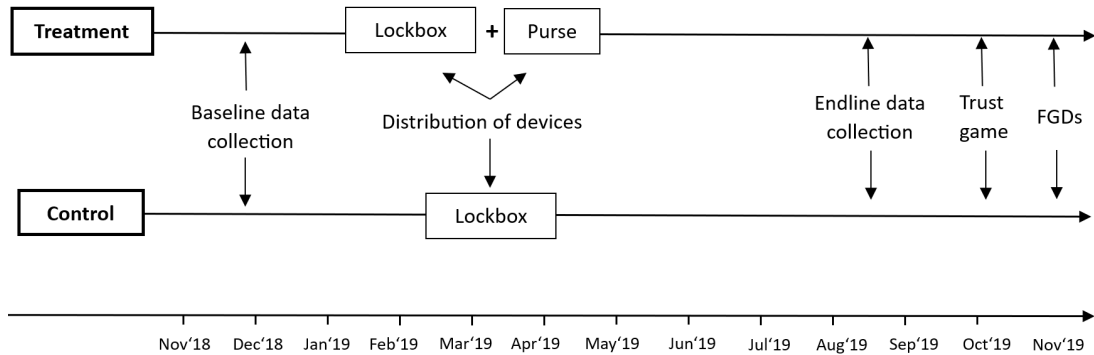 Treatment
Lockbox
+
Purse
Baseline data
collection
Distribution of devices
Endline data
collection
Trust
game
FGDs
Control
Lockbox
Nov‘18
Dec‘18
Jan‘19
Feb‘19
Mar‘19
Apr‘19
May‘19
Jun‘19
Jul‘19
Aug‘19
Sep‘19
Oct‘19
Nov‘19